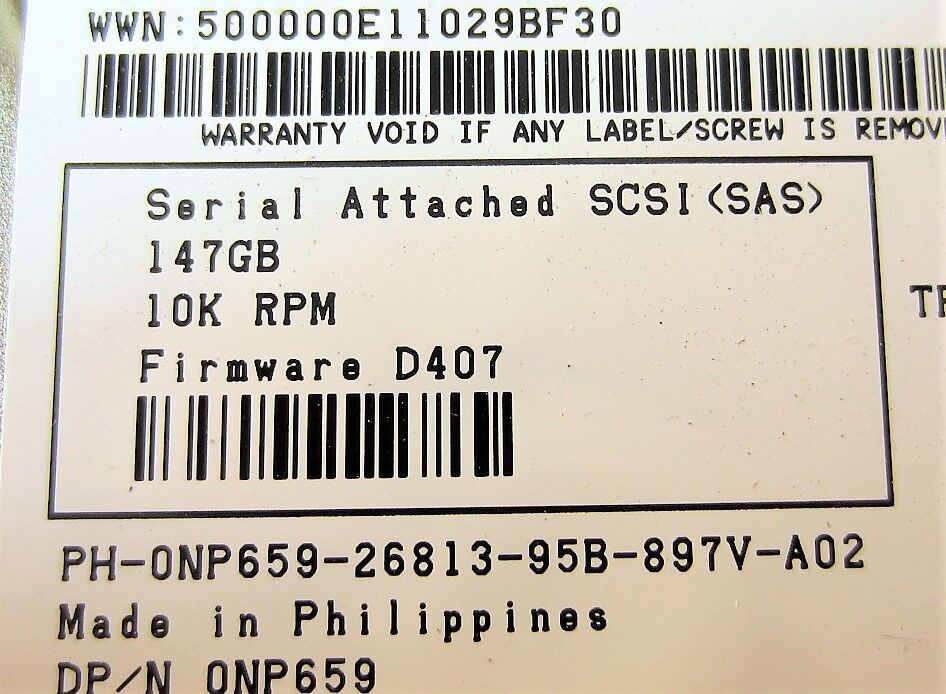 WWN:500000E11029BF30
WARRANTY VOID IF ANY LABEL/SCREW IS
Serial Attached SCSI(SAS)
147GB
10K RPM
Firmware D407
PH-0NP659-26813-95B-897V-A02
Made in Philippines
DP/N 0NP659